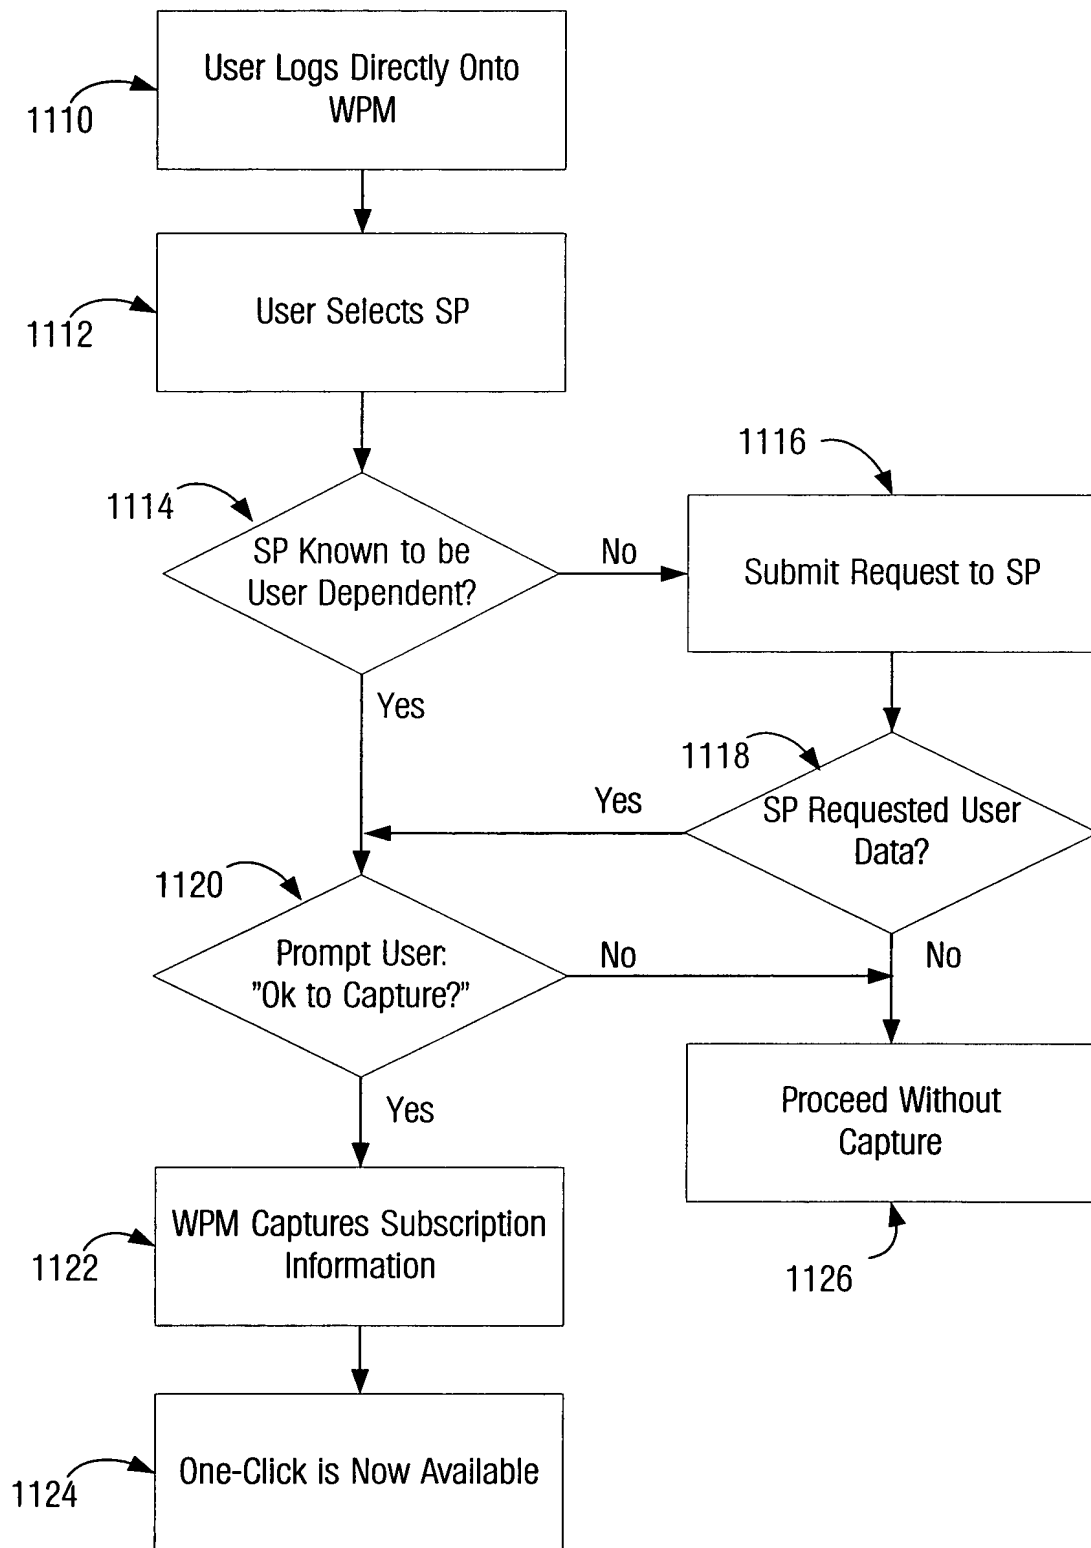 User Logs Directly Onto
WPM
1110
User Selects SP
1112
1116
1114
SP Known to be
User Dependent?
No
Submit Request to SP
Yes
1118
Yes
SP Requested User
Data?
1120
Prompt User:
"Ok to Capture?"
No
No
Yes
Proceed Without
Capture
WPM Captures Subscription
Information
1122
1126
One-Click is Now Available
1124